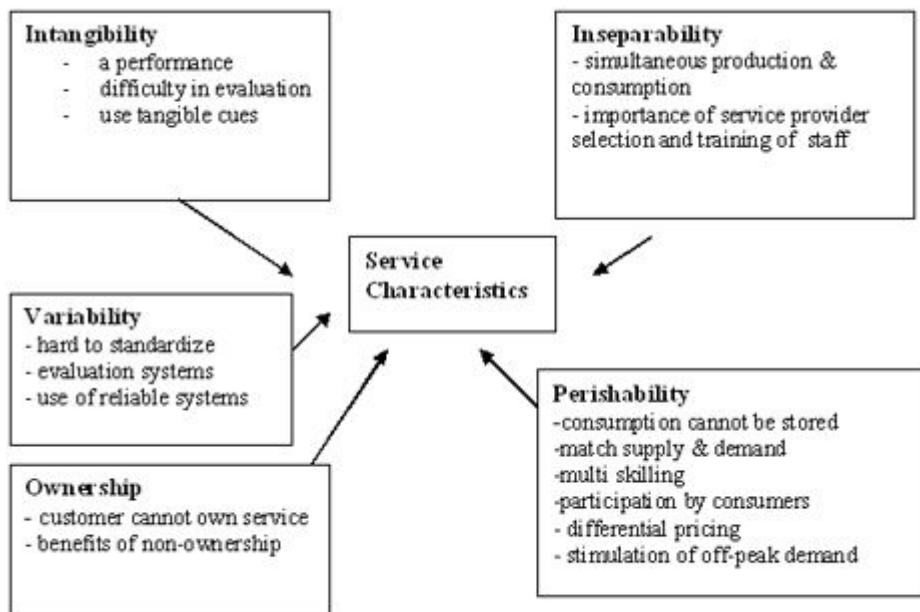 Intangibility
- a performance
- difficulty in evaluation
- use tangible cues
Inseparability
- simultaneous production &
consumption
- importance of service provider
selection and training of staff
Service
Characteristics
Variability
- hard to standardize
- evaluation systems
- use of reliable systems
Ownership
- customer cannot own service
- benefits of non-ownership
Perishability
-consumption cannot be stored
-match supply & demand
-multi skilling
-participation by consumers
- differential pricing
- stimulation of off-peak demand